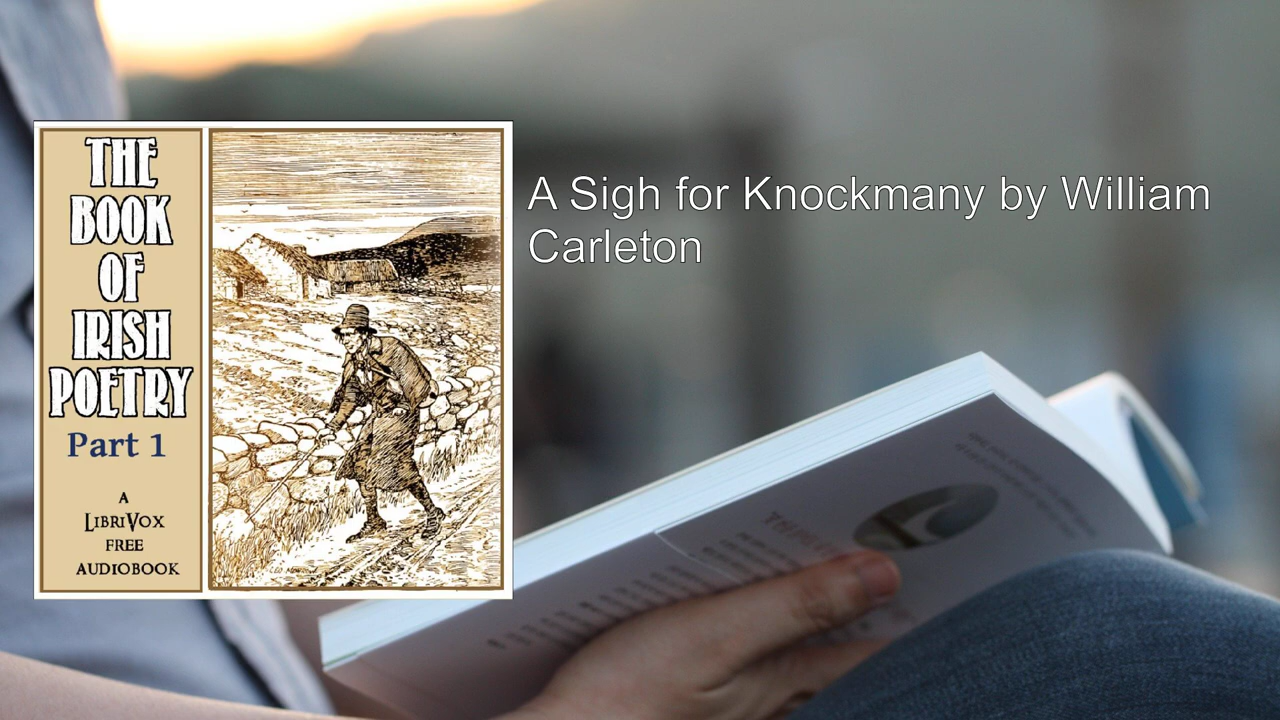 THE
BOOK
OF
IRISH
POETRY
Part 1
A
LIBRIVOX
FREE
AUDIOBOOK
A Sigh for Knockmany by William
Carleton